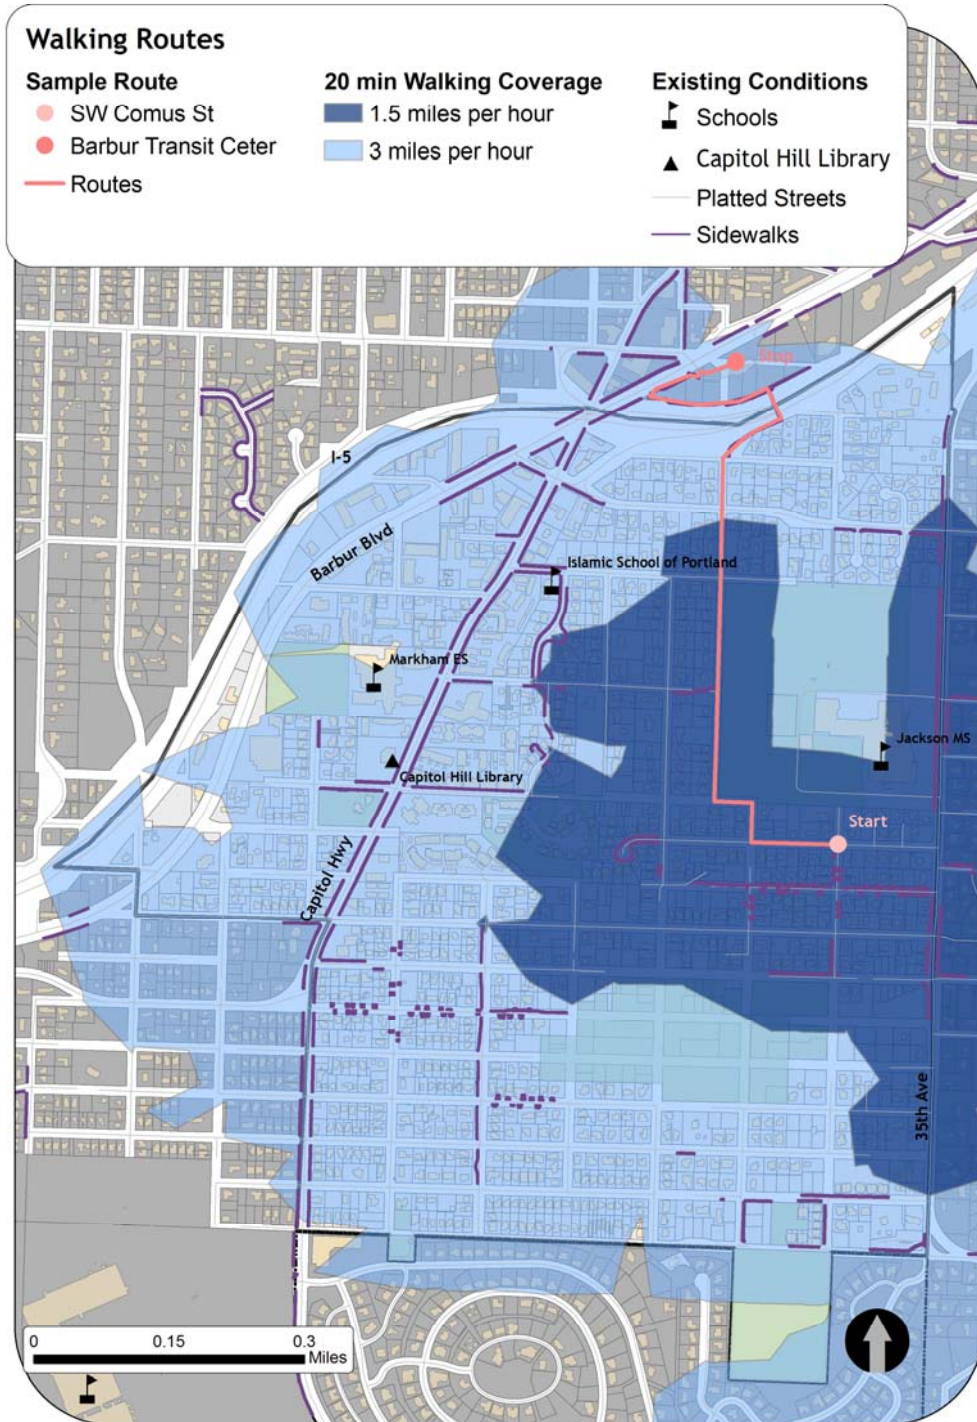 Walking Routes
Sample Route
SW Comus St
Barbur Transit Ceter
Routes
20 min Walking Coverage
1.5 miles per hour
3 miles per hour
Existing Conditions
Schools
Capitol Hill Library
Platted Streets
Sidewalks
Stop
I-5
Barbur Blvd
Islamic School of Portland
Markham ES
Jackson MS
Capitol Hill Library
Start
Capitol Hwy
35th Ave
0 0.15 0.3
Miles